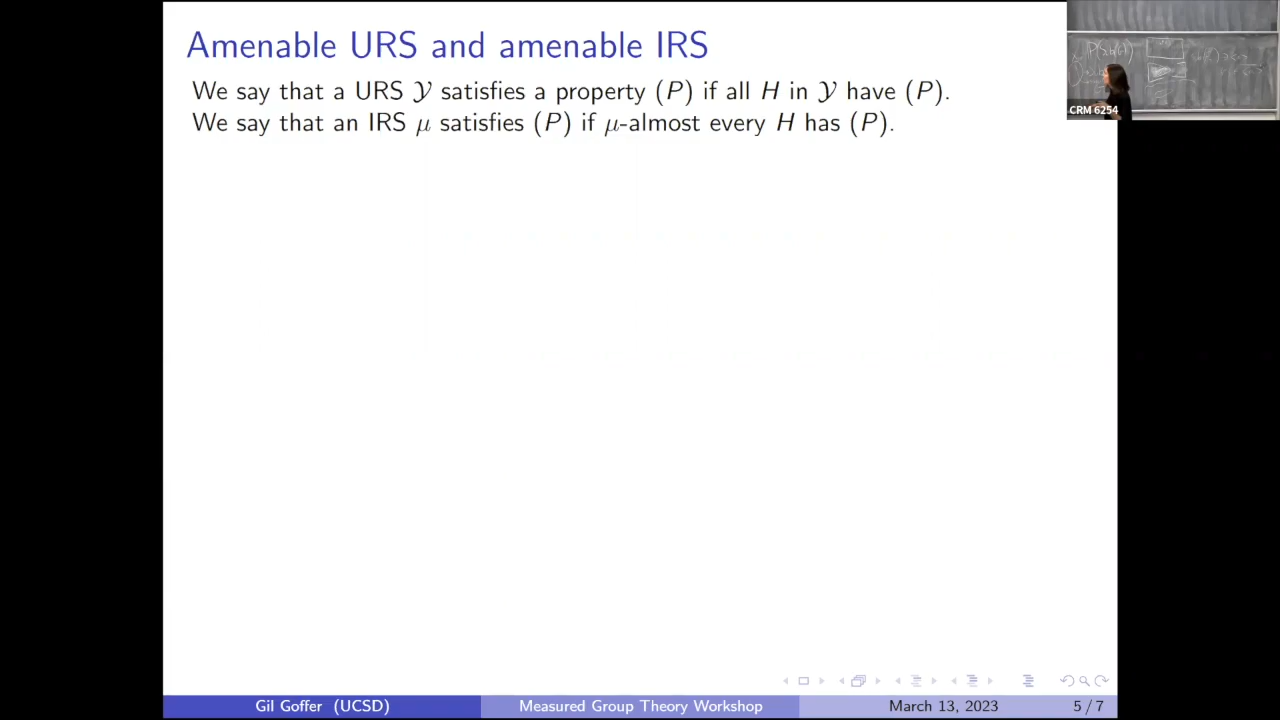 Amenable URS and amenable IRS
We say that a URS 𝒴 satisfies a property (P) if all H in 𝒴 have (P).
We say that an IRS μ satisfies (P) if μ-almost every H has (P).
CRM 6254
Gil Goffer (UCSD) Measured Group Theory Workshop March 13, 2023 5 / 7